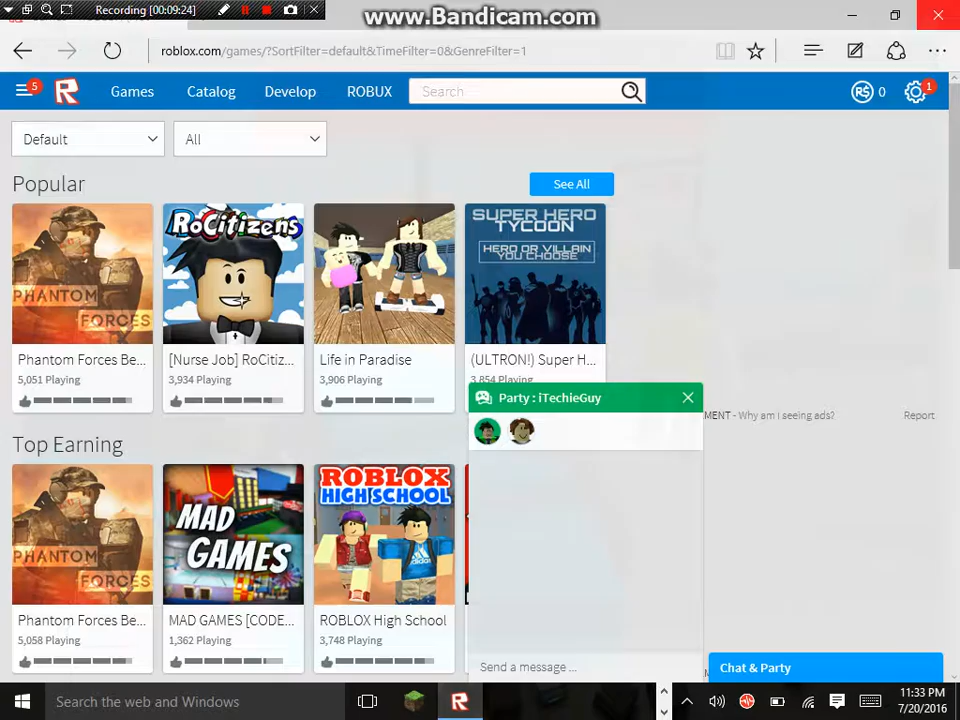 Recording [00:09:24]
www.Bandicam.com
roblox.com/games/?SortFilter=default&TimeFilter=0&GenreFilter=1
5
R
Games
Catalog
Develop
ROBUX
Search
R$ 0
1
Default
All
Popular
See All
PHANTOM
FORCES
RoCitizens
SUPER HERO
TYCOON
HERO OR VILLAIN
YOU CHOOSE
Phantom Forces Be...
[Nurse Job] RoCitiz...
Life in Paradise
(ULTRON!) Super H...
5,051 Playing
3,934 Playing
3,906 Playing
3,854 Playing
Party : iTechieGuy
MENT - Why am I seeing ads?
Report
Top Earning
PHANTOM
FORCES
MAD
GAMES
ROBLOX
HIGH SCHOOL
Phantom Forces Be...
MAD GAMES [CODE...
ROBLOX High School
5,058 Playing
1,362 Playing
3,748 Playing
Send a message ...
Chat & Party
Search the web and Windows
11:33 PM
7/20/2016